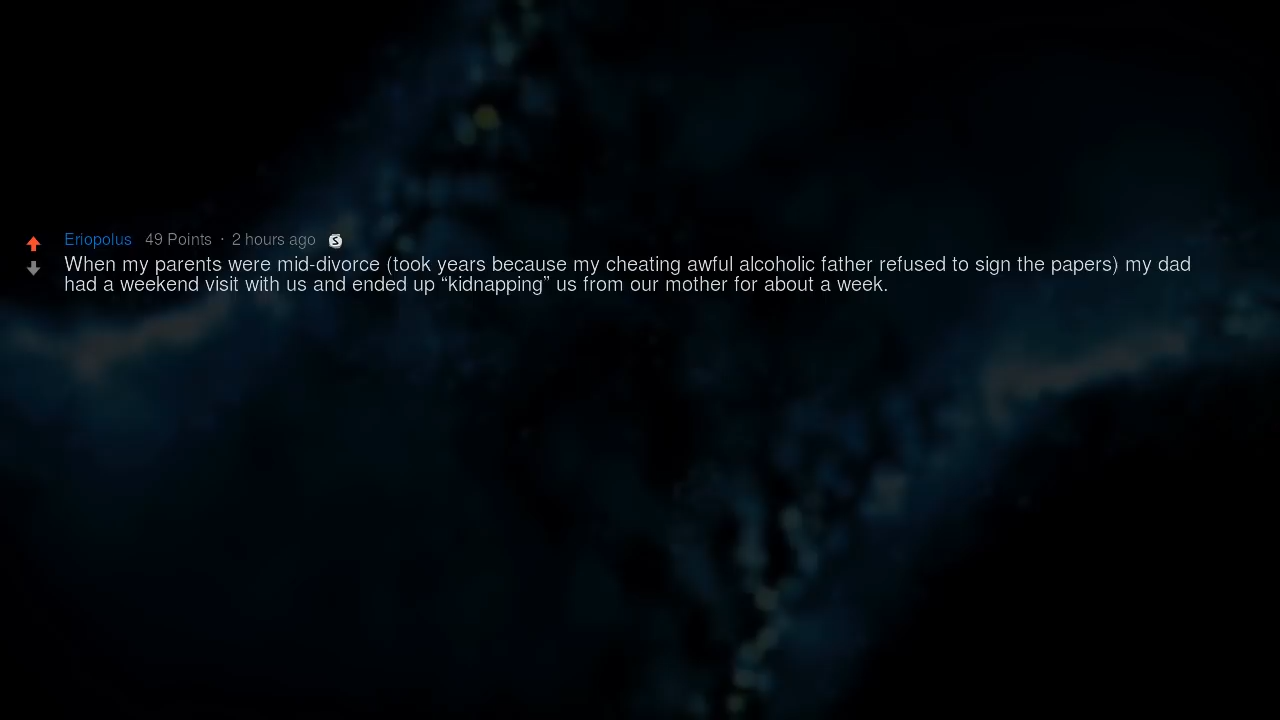 Eriopolus 49 Points · 2 hours ago S
When my parents were mid-divorce (took years because my cheating awful alcoholic father refused to sign the papers) my dad
had a weekend visit with us and ended up “kidnapping” us from our mother for about a week.